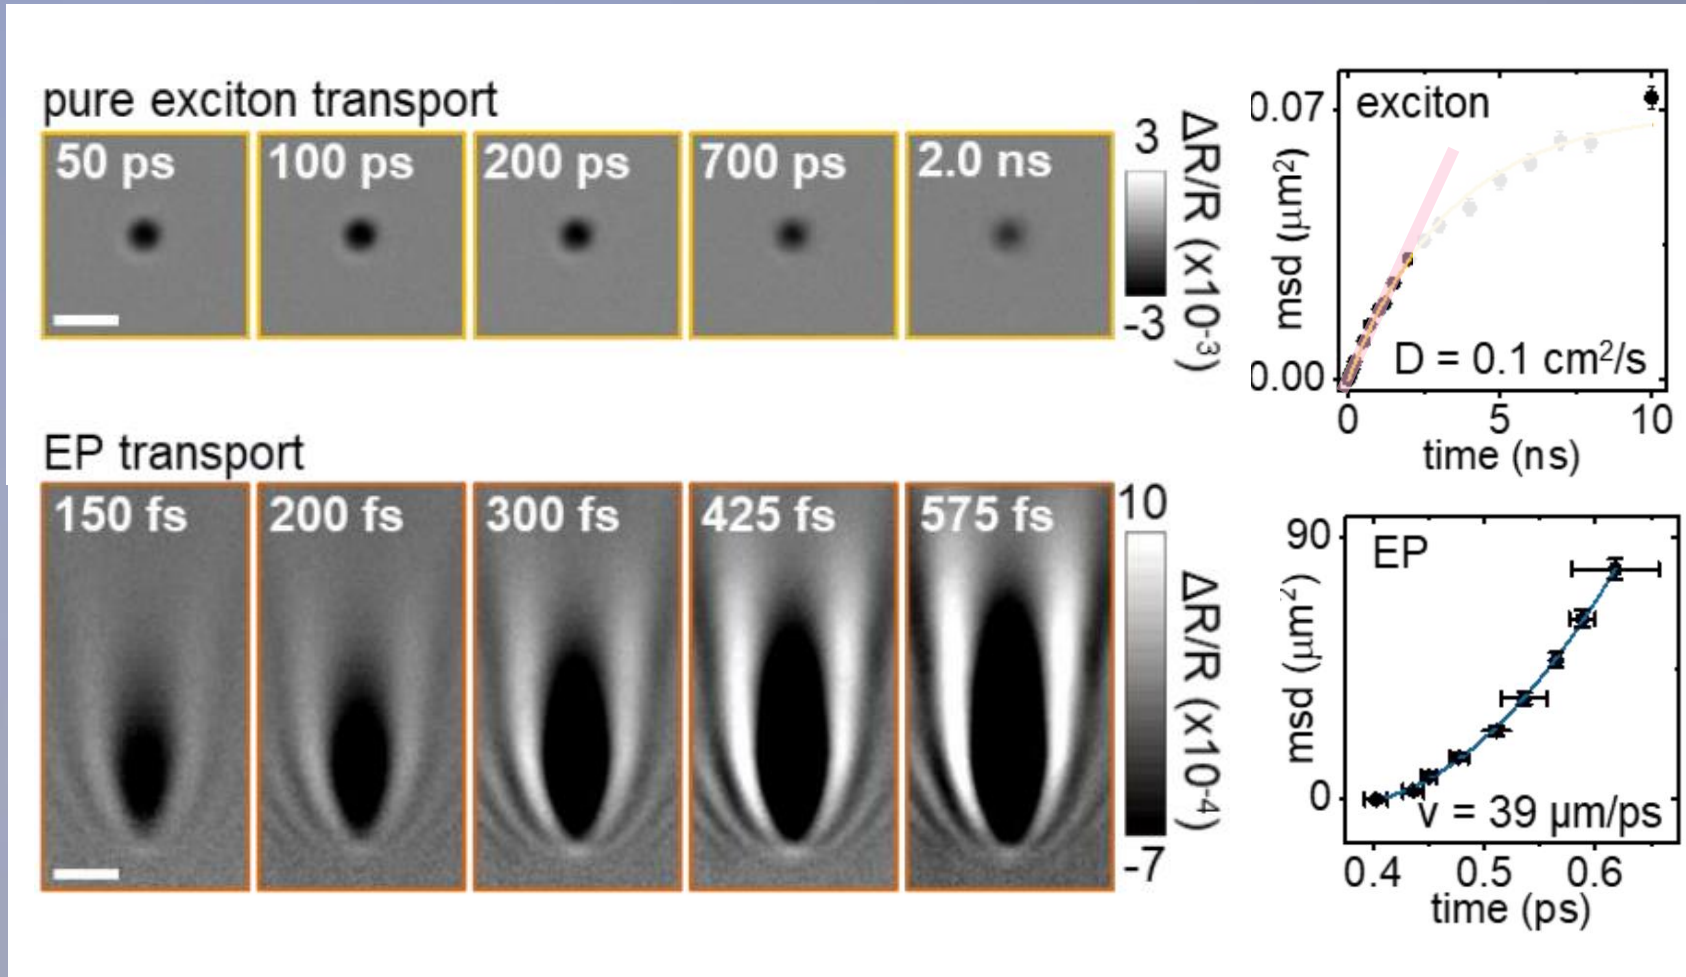 pure exciton transport
50 ps
100 ps
200 ps
700 ps
2.0 ns
3
-3
ΔR/R (x10⁻³)
exciton
0.07
0.00
msd (μm²)
D = 0.1 cm²/s
0 5 10
time (ns)
EP transport
150 fs
200 fs
300 fs
425 fs
575 fs
10
-7
ΔR/R (x10⁻⁴)
EP
90
0
msd (μm²)
v = 39 μm/ps
0.4 0.5 0.6
time (ps)